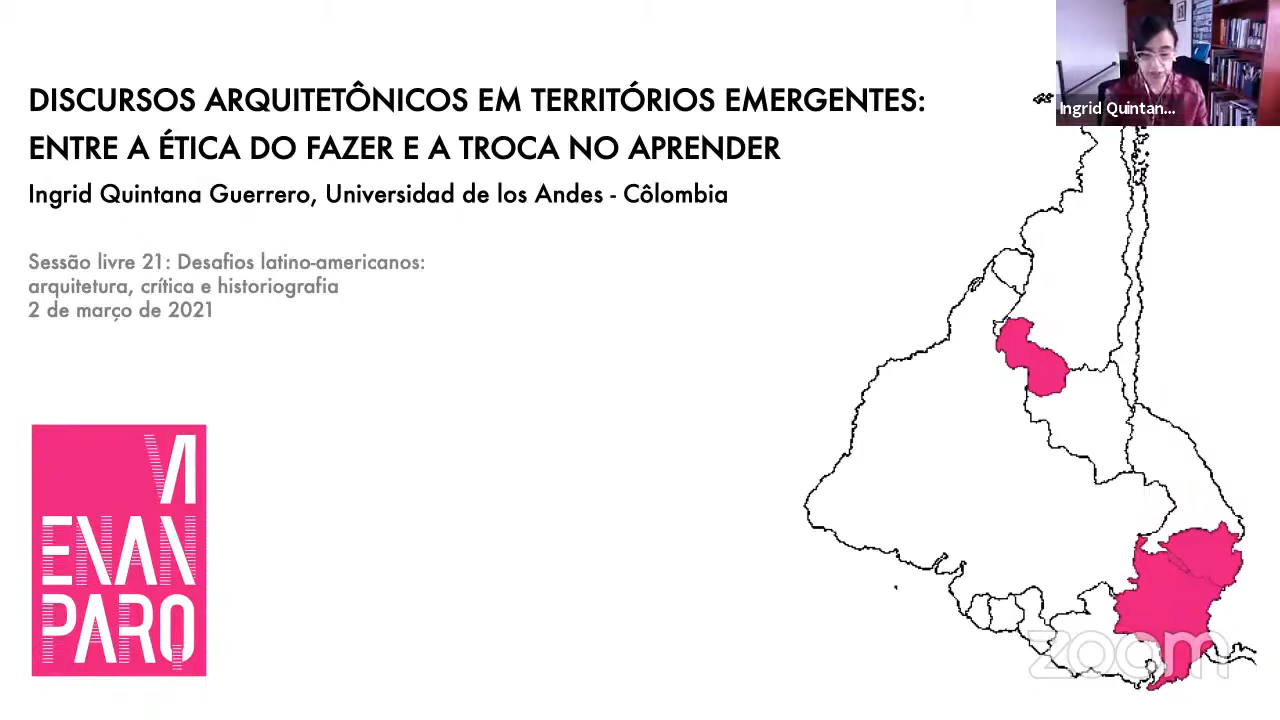 DISCURSOS ARQUITETÔNICOS EM TERRITÓRIOS EMERGENTES:
ENTRE A ÉTICA DO FAZER E A TROCA NO APRENDER
Ingrid Quintana Guerrero, Universidad de los Andes - Côlombia
Ingrid Quintan...
Sessão livre 21: Desafios latino-americanos:
arquitetura, crítica e historiografia
2 de março de 2021
VI
ENAN
PARQ
zoom